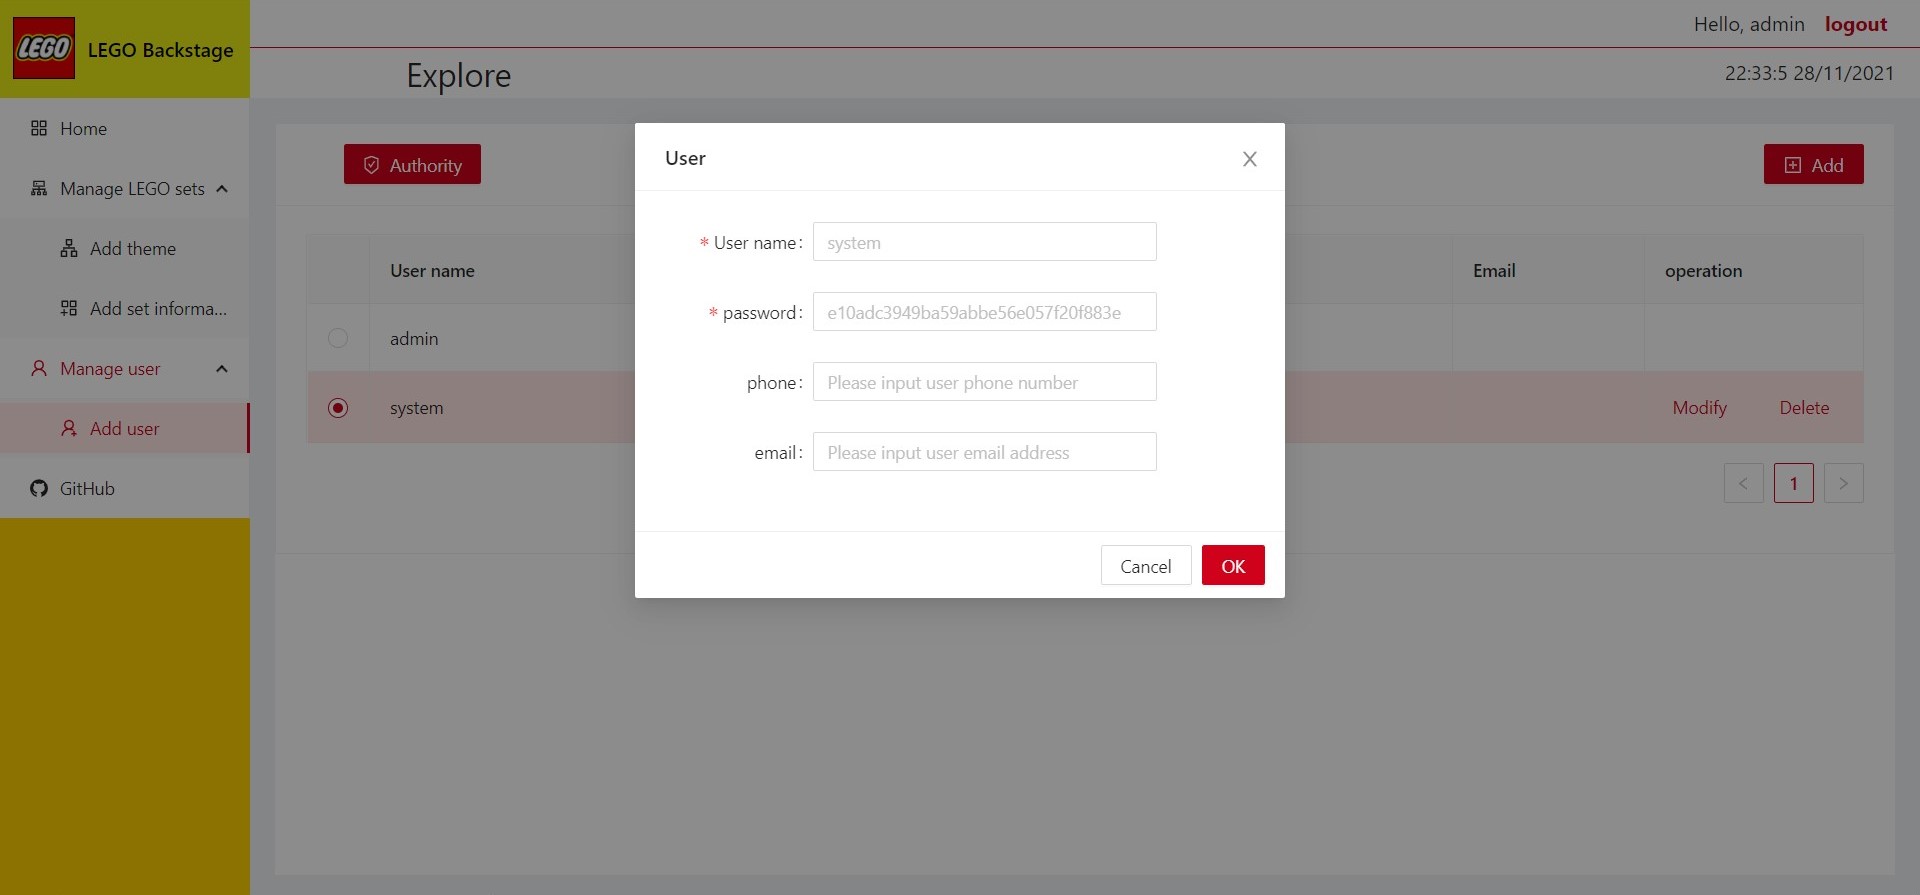 LEGO
LEGO Backstage
Hello, admin logout
Explore
22:33:5 28/11/2021
Home
Manage LEGO sets
Add theme
Add set informa...
Manage user
Add user
GitHub
Authority
Add
User name
Email
operation
admin
system
Modify
Delete
<
1
>
User
* User name:
system
* password:
e10adc3949ba59abbe56e057f20f883e
phone:
Please input user phone number
email:
Please input user email address
Cancel
OK